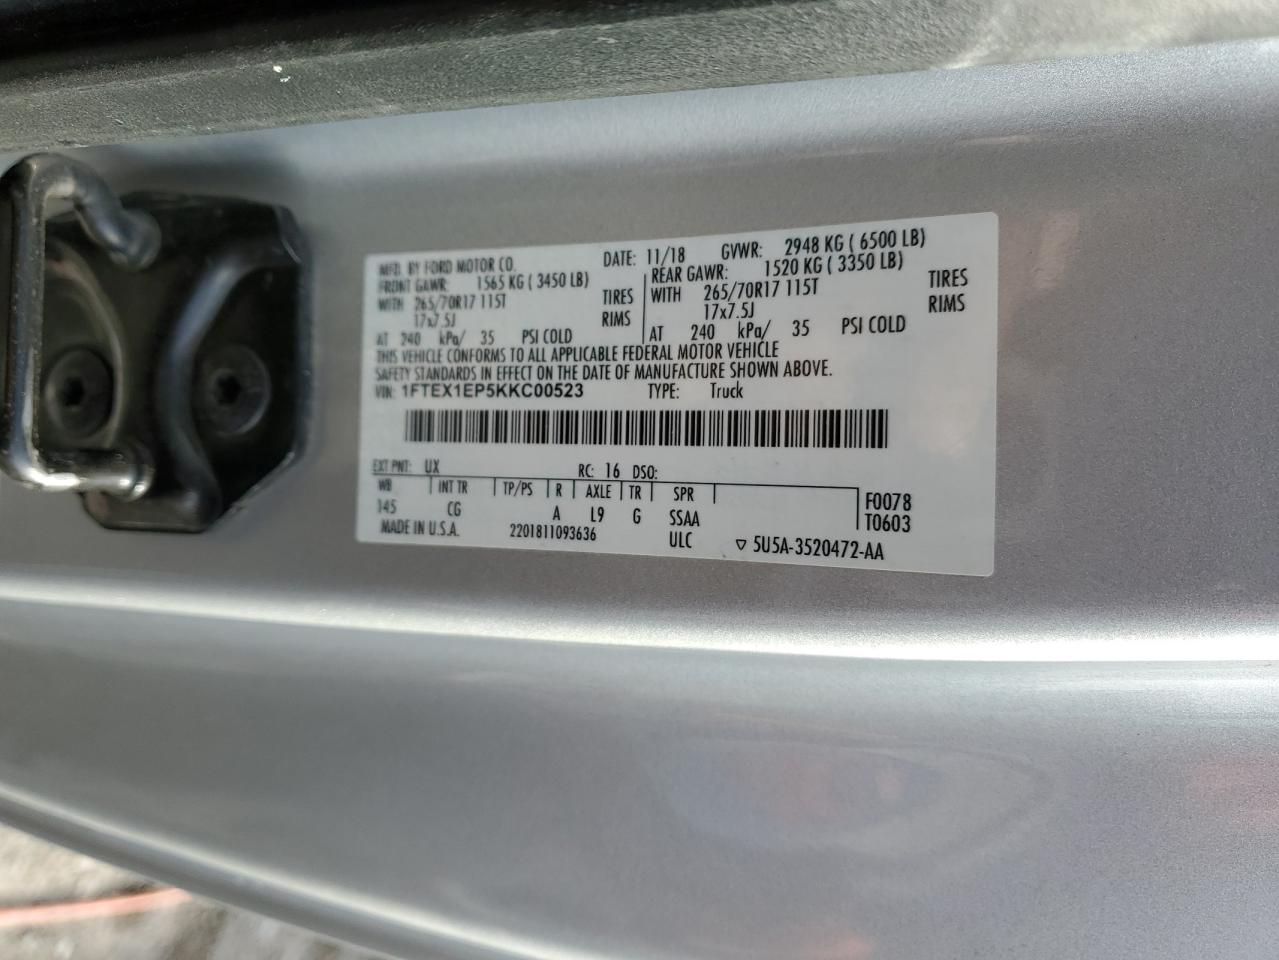 MFD. BY FORD MOTOR CO. DATE: 11/18 GVWR: 2948 KG ( 6500 LB)
FRONT GAWR: 1565 KG ( 3450 LB) REAR GAWR: 1520 KG ( 3350 LB)
WITH 265/70R17 115T TIRES WITH 265/70R17 115T TIRES
17x7.5J RIMS 17x7.5J RIMS
AT 240 kPa/ 35 PSI COLD AT 240 kPa/ 35 PSI COLD
THIS VEHICLE CONFORMS TO ALL APPLICABLE FEDERAL MOTOR VEHICLE
SAFETY STANDARDS IN EFFECT ON THE DATE OF MANUFACTURE SHOWN ABOVE.
VIN: 1FTEX1EP5KKC00523 TYPE: Truck
EXT PNT: UX RC: 16 DSO:
WB INT TR TP/PS R AXLE TR SPR F0078
145 CG A L9 G SSAA T0603
MADE IN U.S.A. 2201811093636 ULC ▽ 5U5A-3520472-AA